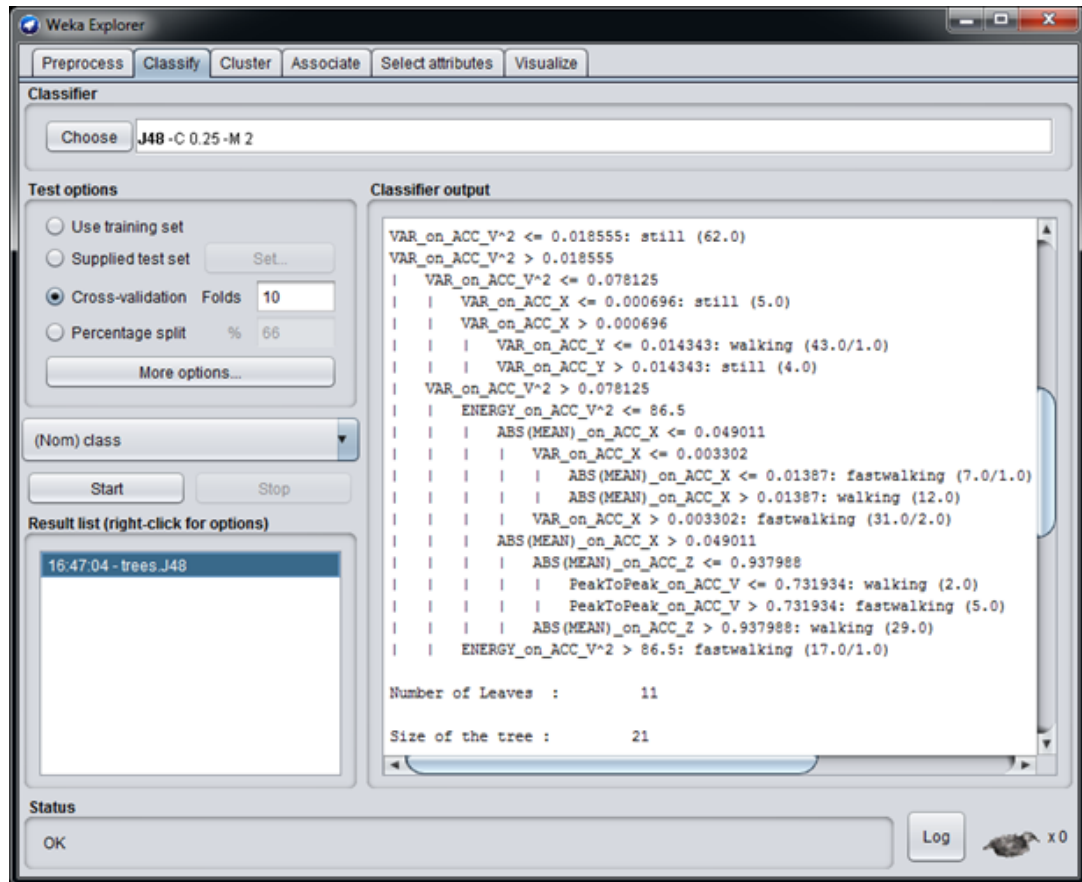 Weka Explorer
Preprocess Classify Cluster Associate Select attributes Visualize
Classifier
Choose J48 -C 0.25 -M 2
Test options
Use training set
Supplied test set Set...
Cross-validation Folds 10
Percentage split % 66
More options...
(Nom) class
Start Stop
Result list (right-click for options)
16:47:04 - trees.J48
Classifier output
VAR_on_ACC_V^2 <= 0.018555: still (62.0)
VAR_on_ACC_V^2 > 0.018555
| VAR_on_ACC_V^2 <= 0.078125
| | VAR_on_ACC_X <= 0.000696: still (5.0)
| | VAR_on_ACC_X > 0.000696
| | | VAR_on_ACC_Y <= 0.014343: walking (43.0/1.0)
| | | VAR_on_ACC_Y > 0.014343: still (4.0)
| VAR_on_ACC_V^2 > 0.078125
| | ENERGY_on_ACC_V^2 <= 86.5
| | | ABS(MEAN)_on_ACC_X <= 0.049011
| | | | VAR_on_ACC_X <= 0.003302
| | | | | ABS(MEAN)_on_ACC_X <= 0.01387: fastwalking (7.0/1.0)
| | | | | ABS(MEAN)_on_ACC_X > 0.01387: walking (12.0)
| | | | VAR_on_ACC_X > 0.003302: fastwalking (31.0/2.0)
| | | ABS(MEAN)_on_ACC_X > 0.049011
| | | | ABS(MEAN)_on_ACC_Z <= 0.937988
| | | | | PeakToPeak_on_ACC_V <= 0.731934: walking (2.0)
| | | | | PeakToPeak_on_ACC_V > 0.731934: fastwalking (5.0)
| | | | ABS(MEAN)_on_ACC_Z > 0.937988: walking (29.0)
| | ENERGY_on_ACC_V^2 > 86.5: fastwalking (17.0/1.0)
Number of Leaves : 11
Size of the tree : 21
Status
OK
Log x 0